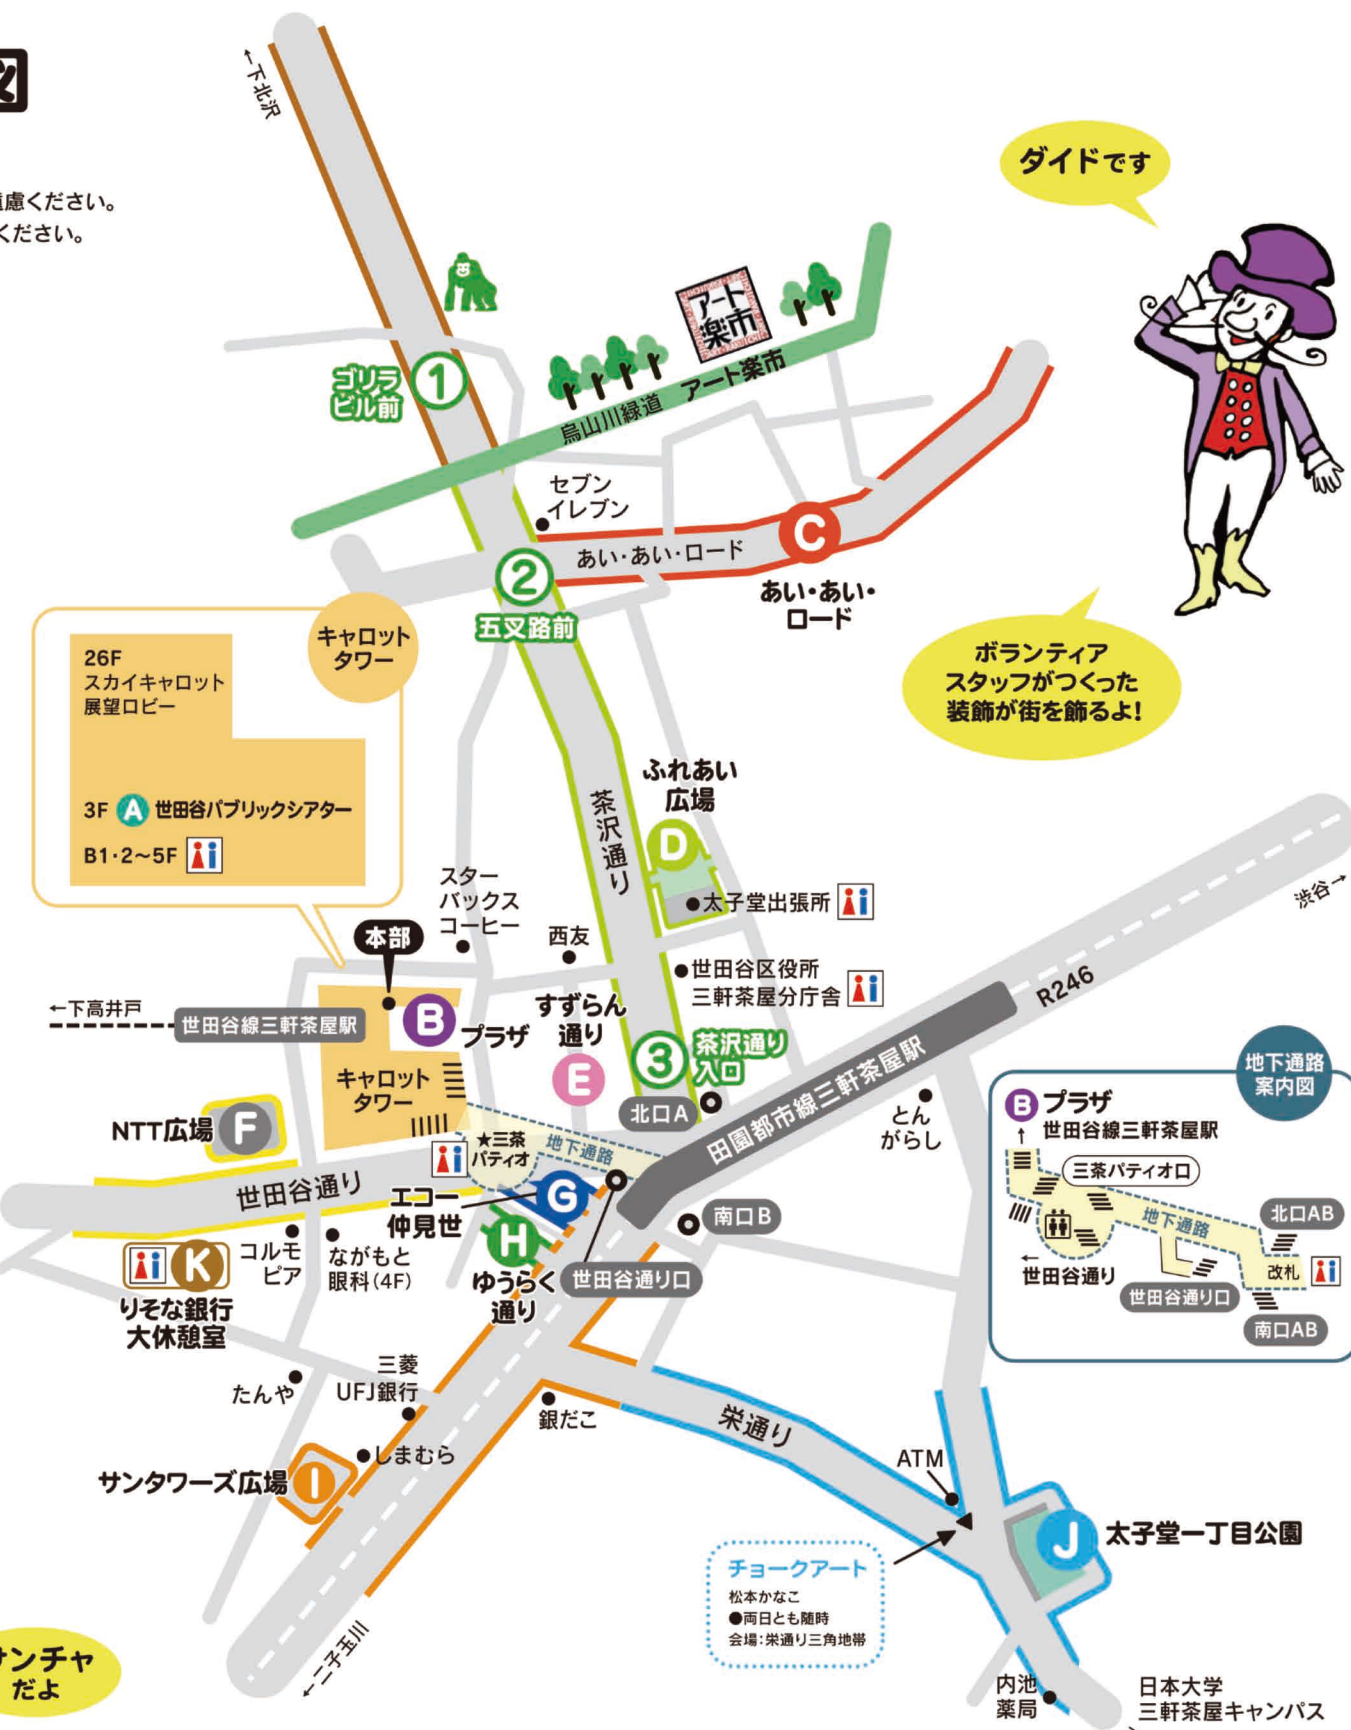 図
遠慮ください。
ください。
←下北沢
ダイドです
アート
楽市
ゴリラ
ビル前
1
烏山川緑道 アート楽市
セブン
イレブン
あい・あい・ロード
C
あい・あい・
ロード
2
五叉路前
キャロット
タワー
26F
スカイキャロット
展望ロビー
3F A 世田谷パブリックシアター
B1・2〜5F
ボランティア
スタッフがつくった
装飾が街を飾るよ!
ふれあい
広場
D
茶沢通り
太子堂出張所
スター
バックス
コーヒー
本部
西友
世田谷区役所
三軒茶屋分庁舎
渋谷→
R246
←下高井戸
世田谷線三軒茶屋駅
B プラザ
すずらん
通り
E
3
茶沢通り
入口
北口A
田園都市線三軒茶屋駅
とん
がらし
キャロット
タワー
NTT広場 F
★三茶
パティオ
地下通路
世田谷通り
エコー
仲見世
G
H
ゆうらく
通り
世田谷通り口
南口B
コルモ
ピア
ながもと
眼科(4F)
K
りそな銀行
大休憩室
地下通路
案内図
B プラザ
↑
世田谷線三軒茶屋駅
三茶パティオ口
地下通路
北口AB
←
世田谷通り
改札
世田谷通り口
南口AB
たんや
三菱
UFJ銀行
しまむら
銀だこ
栄通り
サンタワーズ広場 I
ATM
J 太子堂一丁目公園
チョークアート
松本かなこ
●両日とも随時
会場:栄通り三角地帯
サンチャ
だよ
←二子玉川
内池
薬局
日本大学
三軒茶屋キャンパス